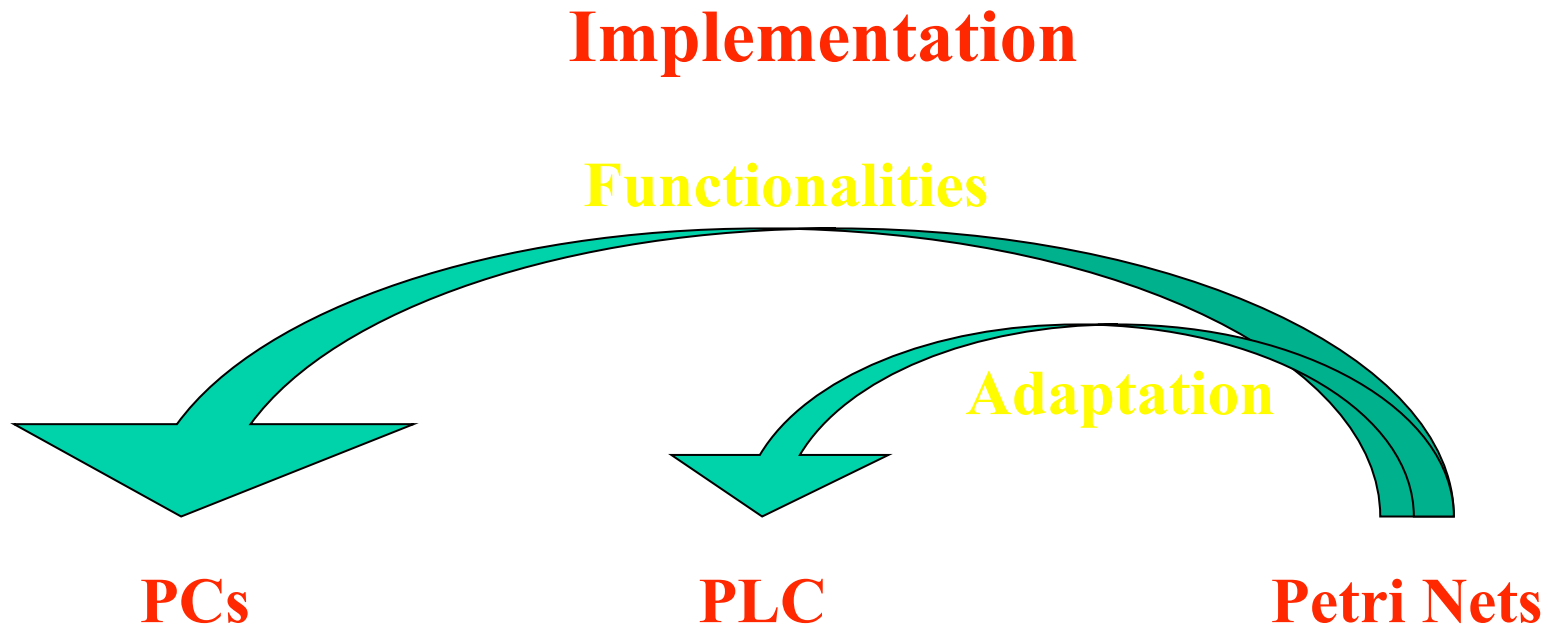 Implementation
Functionalities
Adaptation
PCs PLC Petri Nets